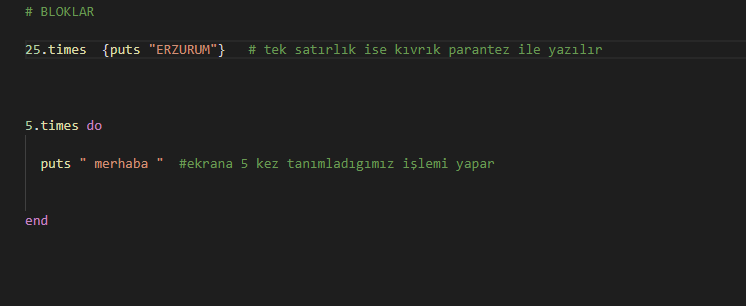 # BLOKLAR
25.times  {puts "ERZURUM"}   # tek satırlık ise kıvrık parantez ile yazılır
5.times do
puts " merhaba "  #ekrana 5 kez tanımladıgımız işlemi yapar
end